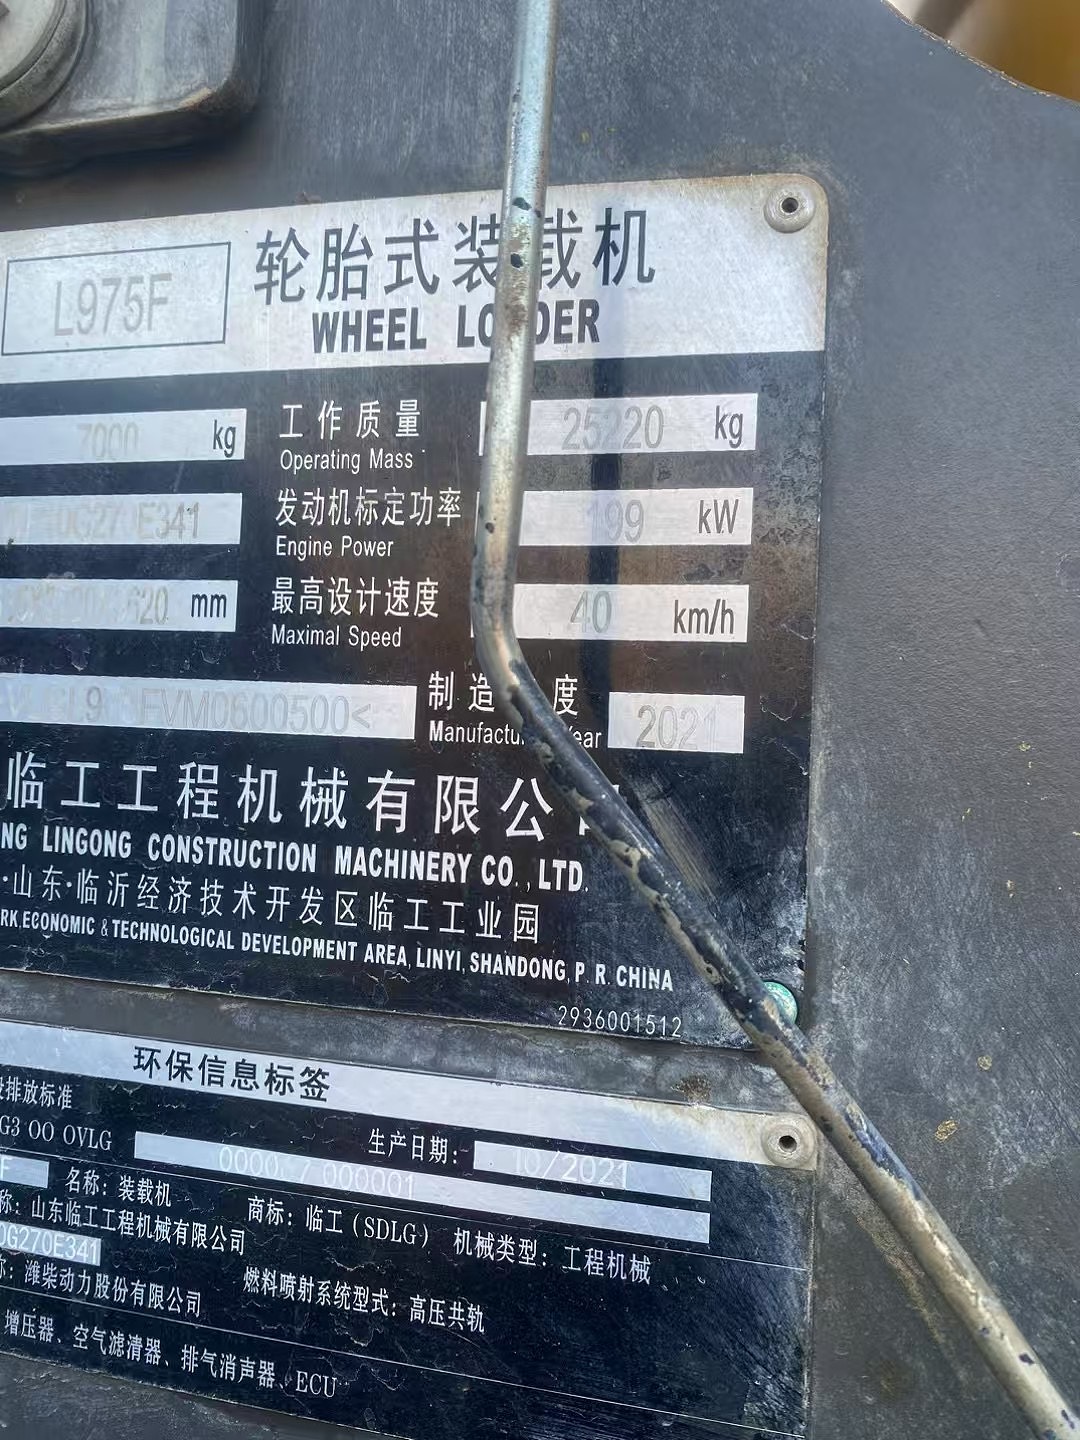 L975F
轮胎式装载机
WHEEL LOADER
7000 kg
工作质量
Operating Mass
25220 kg
10G270E341
发动机标定功率
Engine Power
199 kW
620 mm
最高设计速度
Maximal Speed
40 km/h
FVM0600500<
制造 度
Manufactu ear
2021
临工工程机械有限公
NG LINGONG CONSTRUCTION MACHINERY CO.,LTD.
·山东·临沂经济技术开发区临工工业园
RK,ECONOMIC & TECHNOLOGICAL DEVELOPMENT AREA, LINYI, SHANDONG, P. R. CHINA
2936001512
环保信息标签
排放标准
G3 OO OVLG
生产日期:
10/2021
000001
名称: 装载机
商标: 临工 (SDLG) 机械类型: 工程机械
称: 山东临工工程机械有限公司
0G270E341
燃料喷射系统型式: 高压共轨
称: 潍柴动力股份有限公司
增压器、空气滤清器、排气消声器、ECU